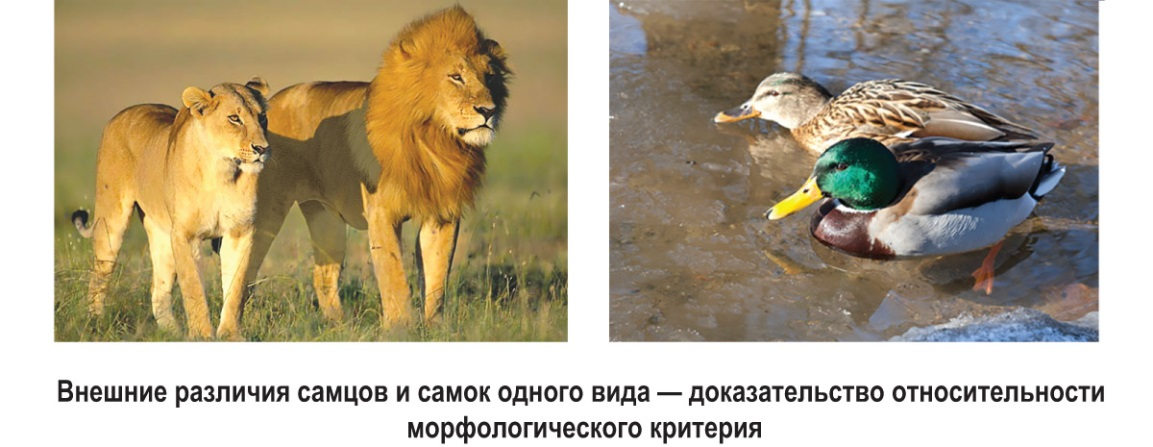 Внешние различия самцов и самок одного вида — доказательство относительности
морфологического критерия